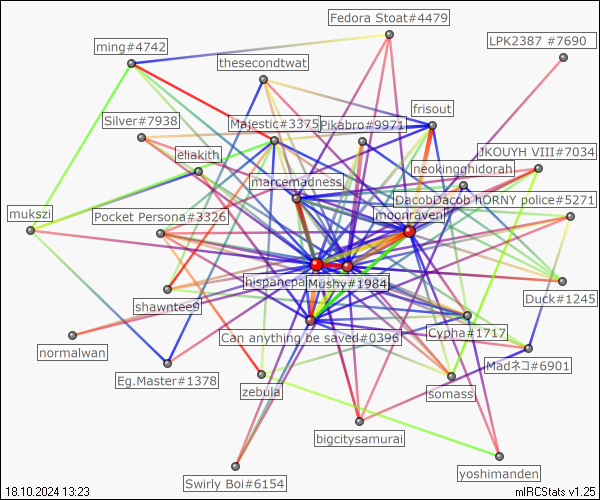 Fedora Stoat#4479
LPK2387 #7690
ming#4742
thesecondtwat
frisout
Silver#7938
Majestic#3375
Pikabro#9971
eliakith
JKOUYH VIII#7034
neokingghidorah
marcemadness
DacobDacob hORNY police#5271
mukszi
Pocket Persona#3326
moonraven
hispancpa
Mushy#1984
Duck#1245
shawntee9
Can anything be saved#0396
Cypha#1717
normalwan
Madネコ#6901
Eg.Master#1378
zebula
somass
bigcitysamurai
yoshimanden
Swirly Boi#6154
18.10.2024 13:23
mIRCStats v1.25